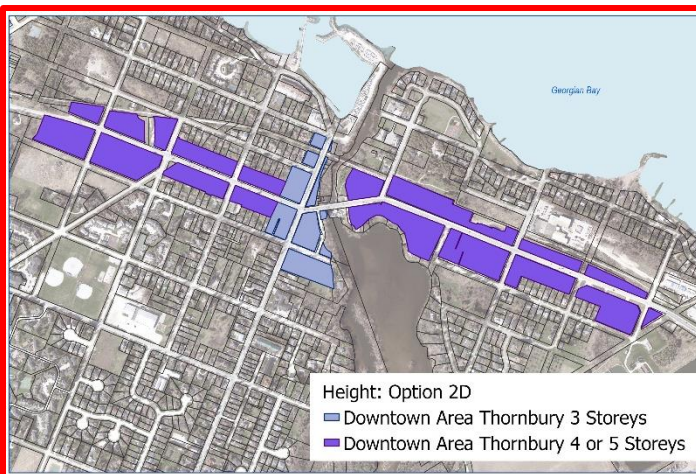 Georgian Bay
Height: Option 2D
Downtown Area Thornbury 3 Storeys
Downtown Area Thornbury 4 or 5 Storeys